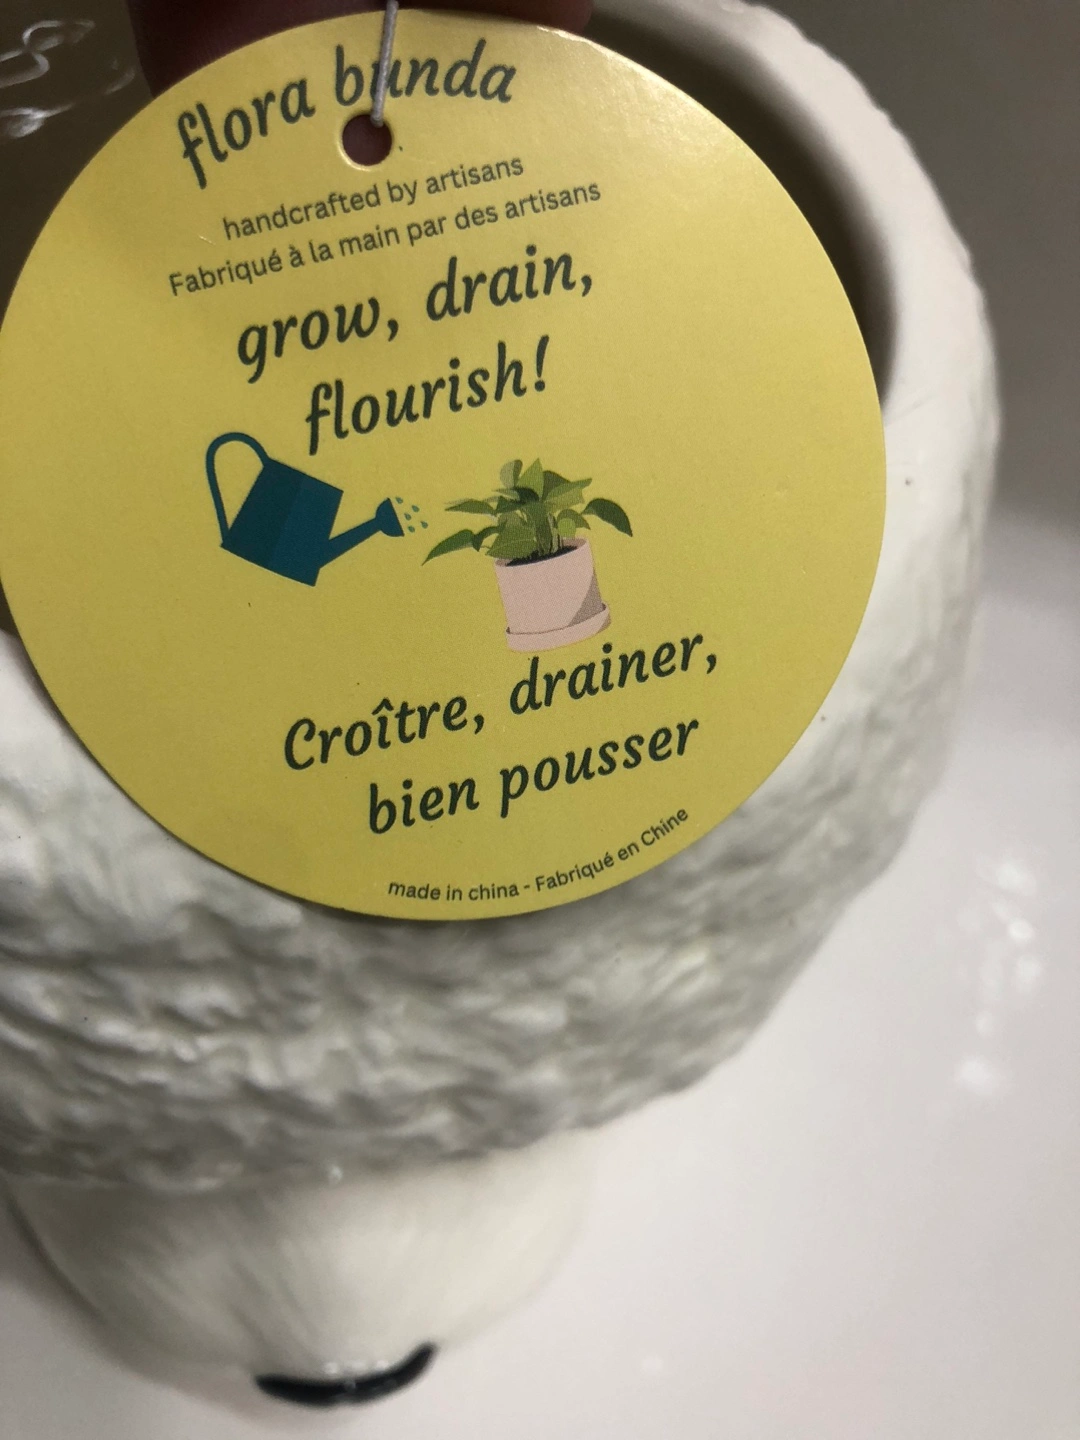 flora bunda
handcrafted by artisans
Fabriqué à la main par des artisans
grow, drain,
flourish!
Croître, drainer,
bien pousser
made in china - Fabriqué en Chine